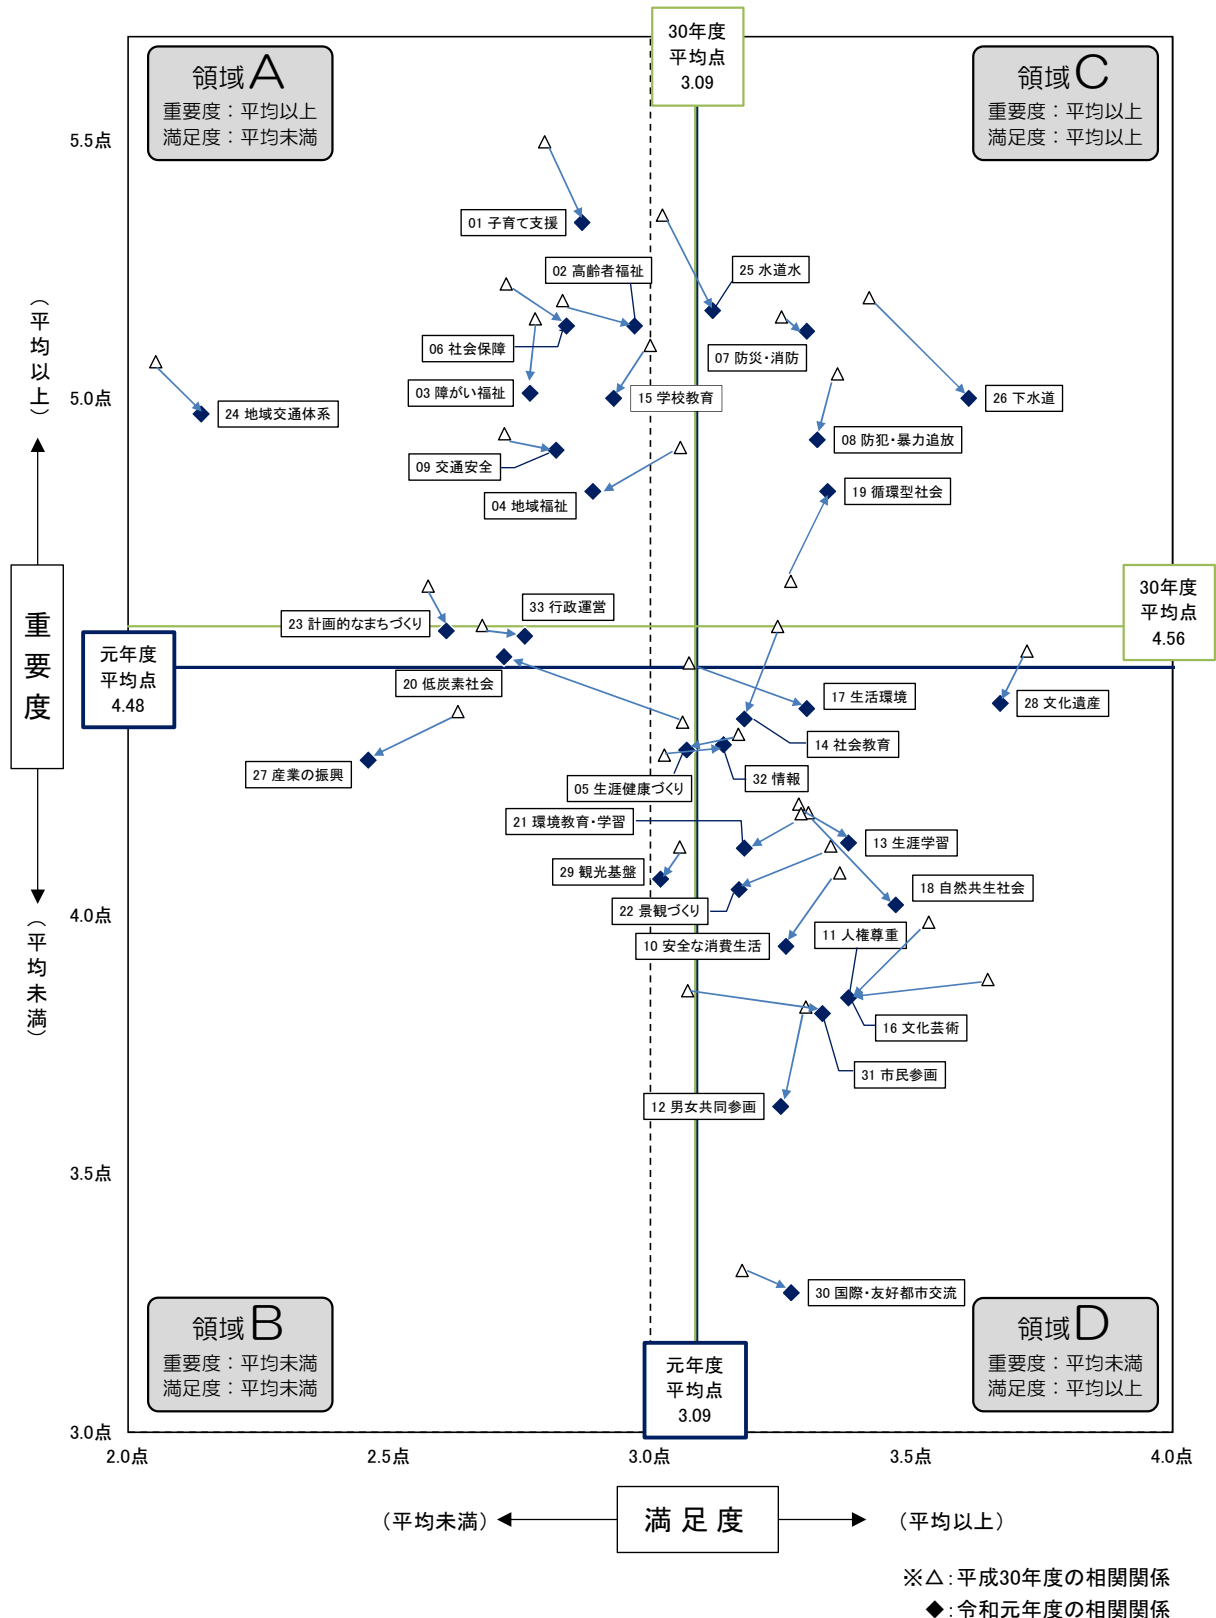 30年度
平均点
3.09
領域A
重要度：平均以上
満足度：平均未満
領域C
重要度：平均以上
満足度：平均以上
5.5点
01 子育て支援
02 高齢者福祉
25 水道水
（平均以上）
06 社会保障
07 防災・消防
03 障がい福祉
15 学校教育
5.0点
26 下水道
24 地域交通体系
08 防犯・暴力追放
09 交通安全
04 地域福祉
19 循環型社会
重要度
30年度
平均点
4.56
33 行政運営
23 計画的なまちづくり
元年度
平均点
4.48
20 低炭素社会
17 生活環境
28 文化遺産
14 社会教育
27 産業の振興
05 生涯健康づくり
32 情報
21 環境教育・学習
13 生涯学習
29 観光基盤
18 自然共生社会
4.0点
22 景観づくり
11 人権尊重
10 安全な消費生活
（平均未満）
16 文化芸術
31 市民参画
12 男女共同参画
3.5点
30 国際・友好都市交流
領域B
重要度：平均未満
満足度：平均未満
領域D
重要度：平均未満
満足度：平均以上
元年度
平均点
3.09
3.0点
2.0点
2.5点
3.0点
3.5点
4.0点
（平均未満）
満足度
（平均以上）
※△：平成30年度の相関関係
◆：令和元年度の相関関係